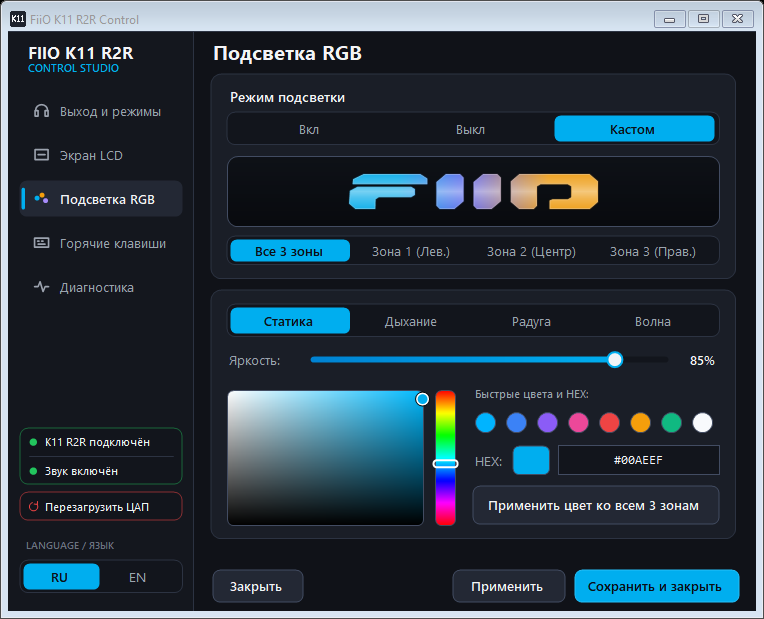 K11 FiiO K11 R2R Control
FIIO K11 R2R
CONTROL STUDIO
Выход и режимы
Экран LCD
Подсветка RGB
Горячие клавиши
Диагностика
K11 R2R подключён
Звук включён
Перезагрузить ЦАП
LANGUAGE / ЯЗЫК
RU EN
Подсветка RGB
Режим подсветки
Вкл Выкл Кастом
FIIO
Все 3 зоны Зона 1 (Лев.) Зона 2 (Центр) Зона 3 (Прав.)
Статика Дыхание Радуга Волна
Яркость: 85%
Быстрые цвета и HEX:
HEX: #00AEEF
Применить цвет ко всем 3 зонам
Закрыть Применить Сохранить и закрыть